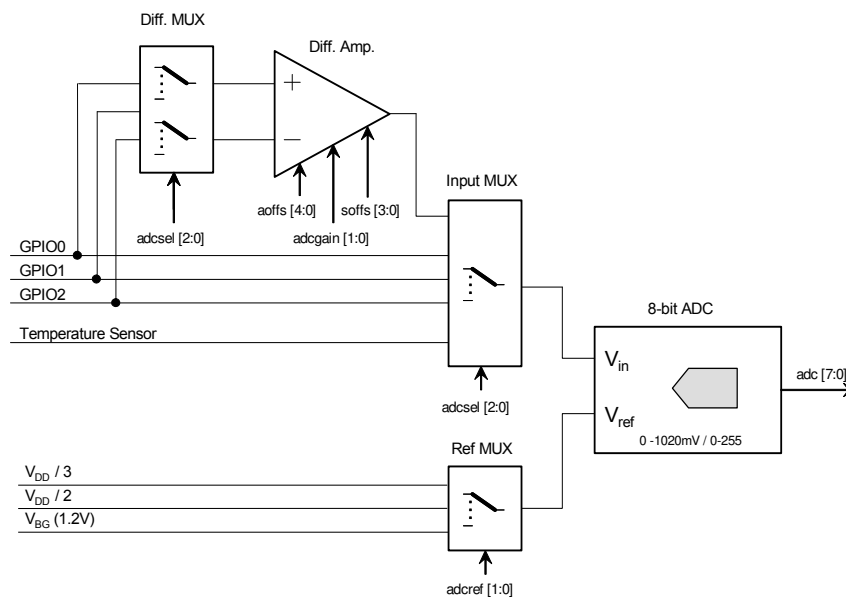 Diff. MUX
Diff. Amp.
+
−
aoffs [4:0]
soffs [3:0]
adcgain [1:0]
adcsel [2:0]
Input MUX
GPIO0
GPIO1
GPIO2
Temperature Sensor
adcsel [2:0]
8-bit ADC
Vin
Vref
0 -1020mV / 0-255
adc [7:0]
Ref MUX
VDD / 3
VDD / 2
VBG (1.2V)
adcref [1:0]